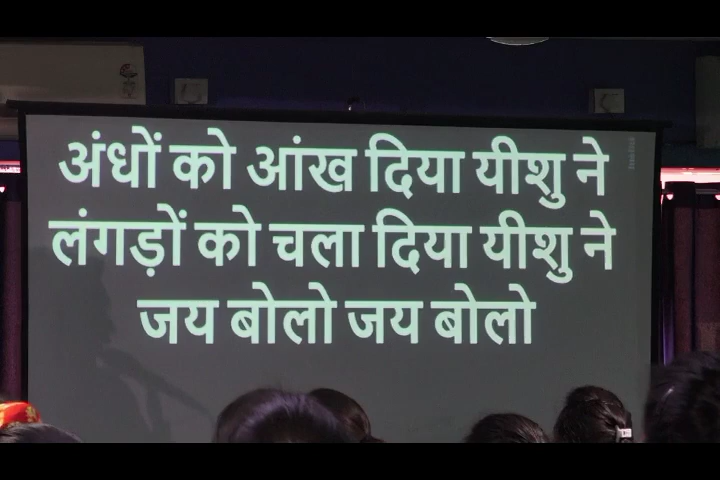 अंधों को आंख दिया यीशु ने
लंगड़ों को चला दिया यीशु ने
जय बोलो जय बोलो